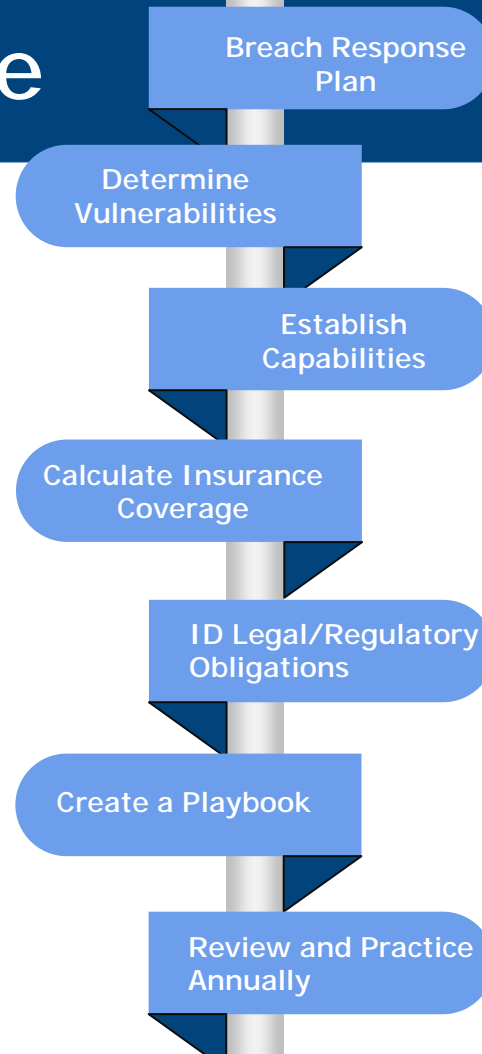 e
Breach Response
Plan
Determine
Vulnerabilities
Establish
Capabilities
Calculate Insurance
Coverage
ID Legal/Regulatory
Obligations
Create a Playbook
Review and Practice
Annually